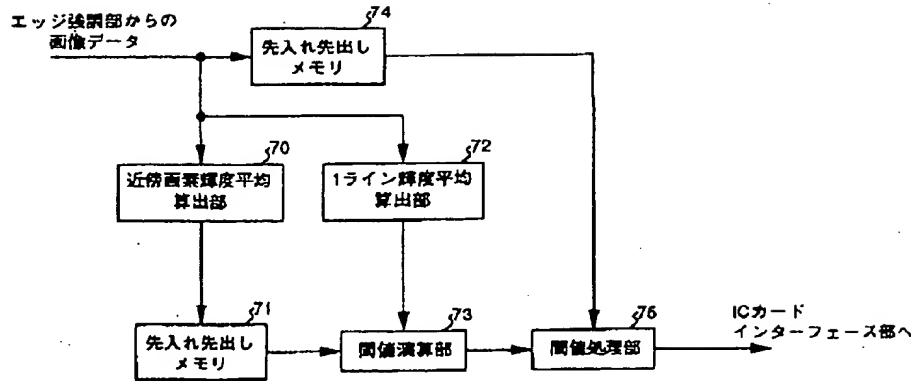 エッジ強調部からの
画像データ
74
先入れ先出し
メモリ
70
近傍画素輝度平均
算出部
72
1ライン輝度平均
算出部
71
先入れ先出し
メモリ
73
閾値演算部
75
閾値処理部
ICカード
インターフェース部へ